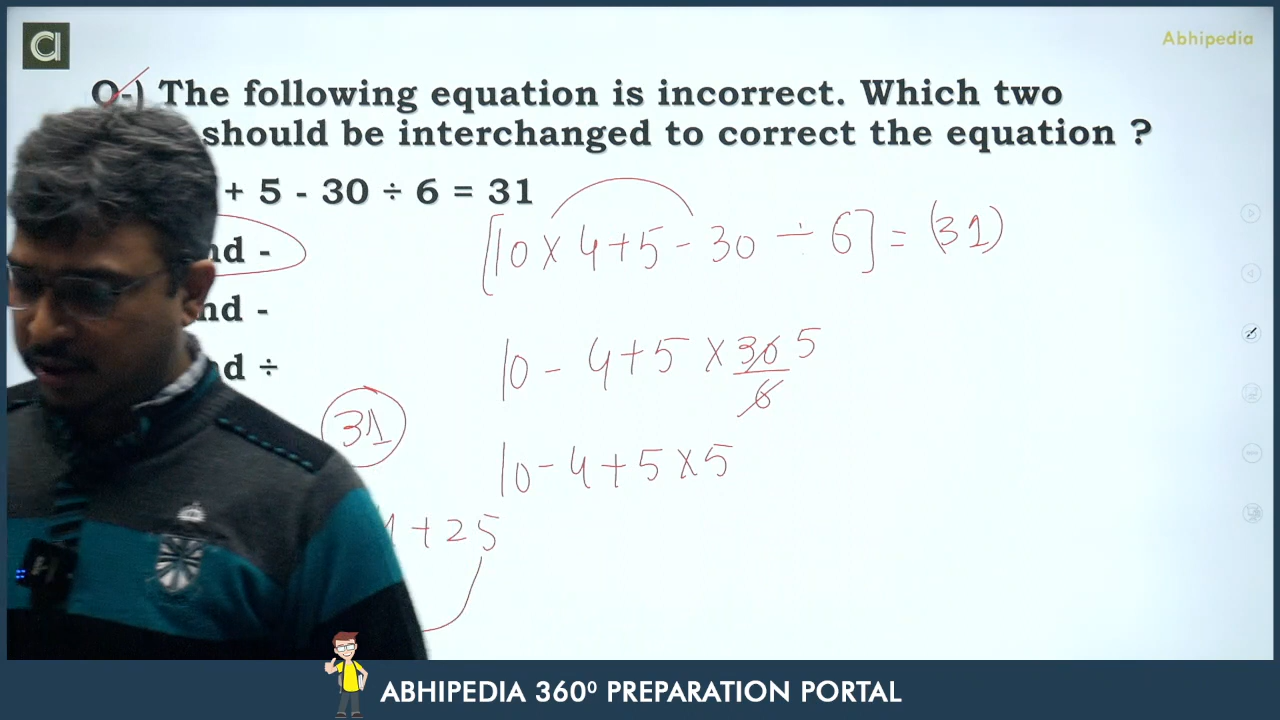 Abhipedia
Q-) The following equation is incorrect. Which two
should be interchanged to correct the equation ?
+ 5 - 30 ÷ 6 = 31
[10 × 4 + 5 - 30 ÷ 6] = (31)
nd -
nd -
10 - 4 + 5 × 30/6 5
nd ÷
31
10 - 4 + 5 × 5
+ 25
ABHIPEDIA 360⁰ PREPARATION PORTAL